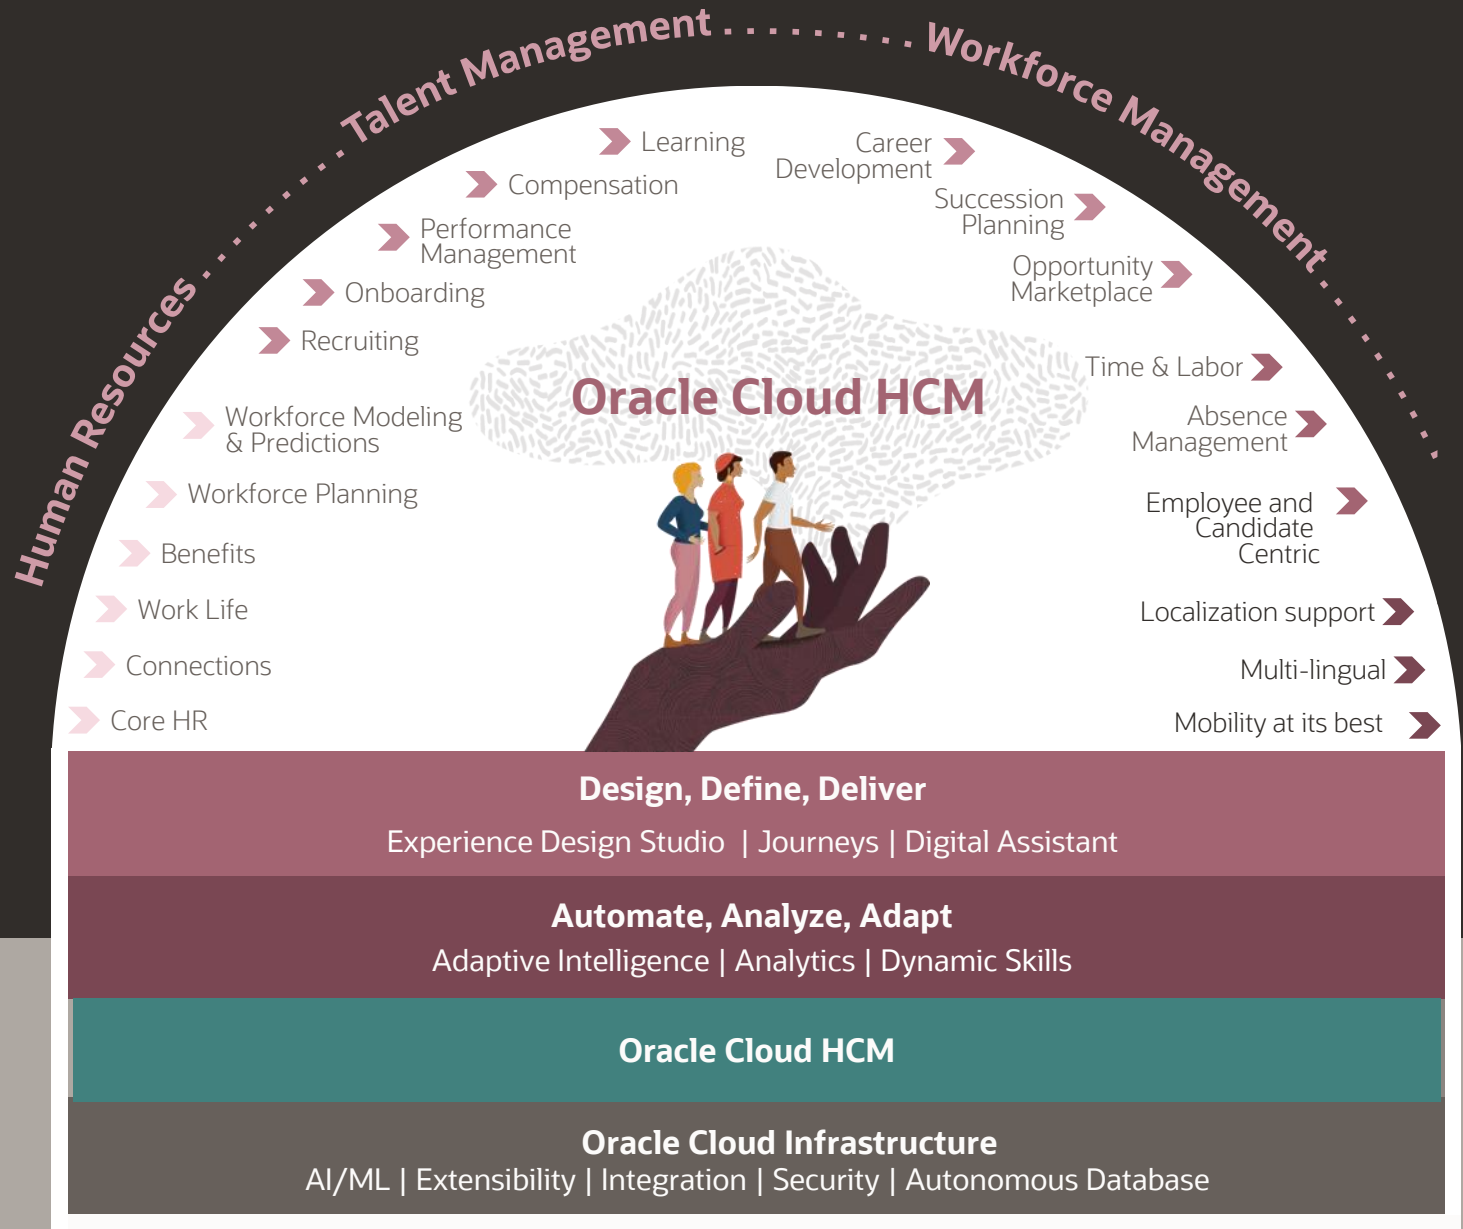 Human Resources . . . . . . . . . . Talent Management . . . . . . . . . . Workforce Management . . . . . . . . . . . . .
Learning
Compensation
Performance
Management
Onboarding
Recruiting
Workforce Modeling
& Predictions
Workforce Planning
Benefits
Work Life
Connections
Core HR
Career
Development
Succession
Planning
Opportunity
Marketplace
Time & Labor
Absence
Management
Employee and
Candidate
Centric
Localization support
Multi-lingual
Mobility at its best
Oracle Cloud HCM
Design, Define, Deliver
Experience Design Studio | Journeys | Digital Assistant
Automate, Analyze, Adapt
Adaptive Intelligence | Analytics | Dynamic Skills
Oracle Cloud HCM
Oracle Cloud Infrastructure
AI/ML | Extensibility | Integration | Security | Autonomous Database